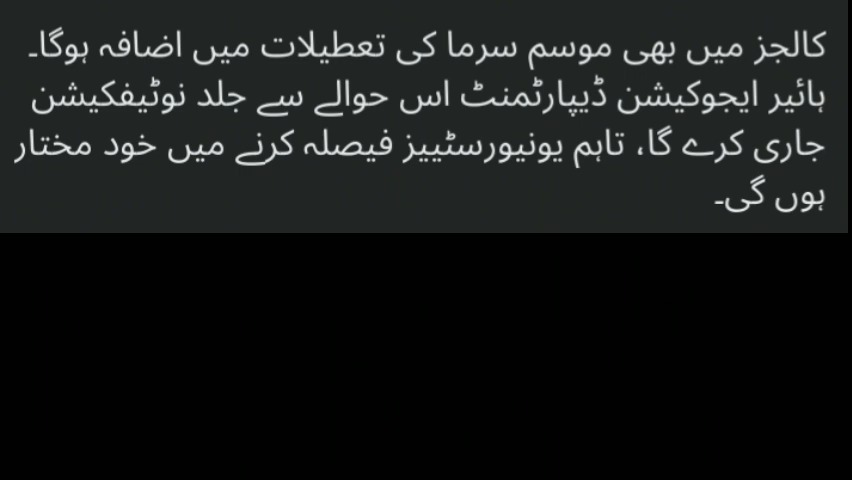 کالجز میں بھی موسم سرما کی تعطیلات میں اضافہ ہوگا۔
ہائیر ایجوکیشن ڈیپارٹمنٹ اس حوالے سے جلد نوٹیفکیشن
جاری کرے گا، تاہم یونیورسٹییز فیصلہ کرنے میں خود مختار
ہوں گی۔